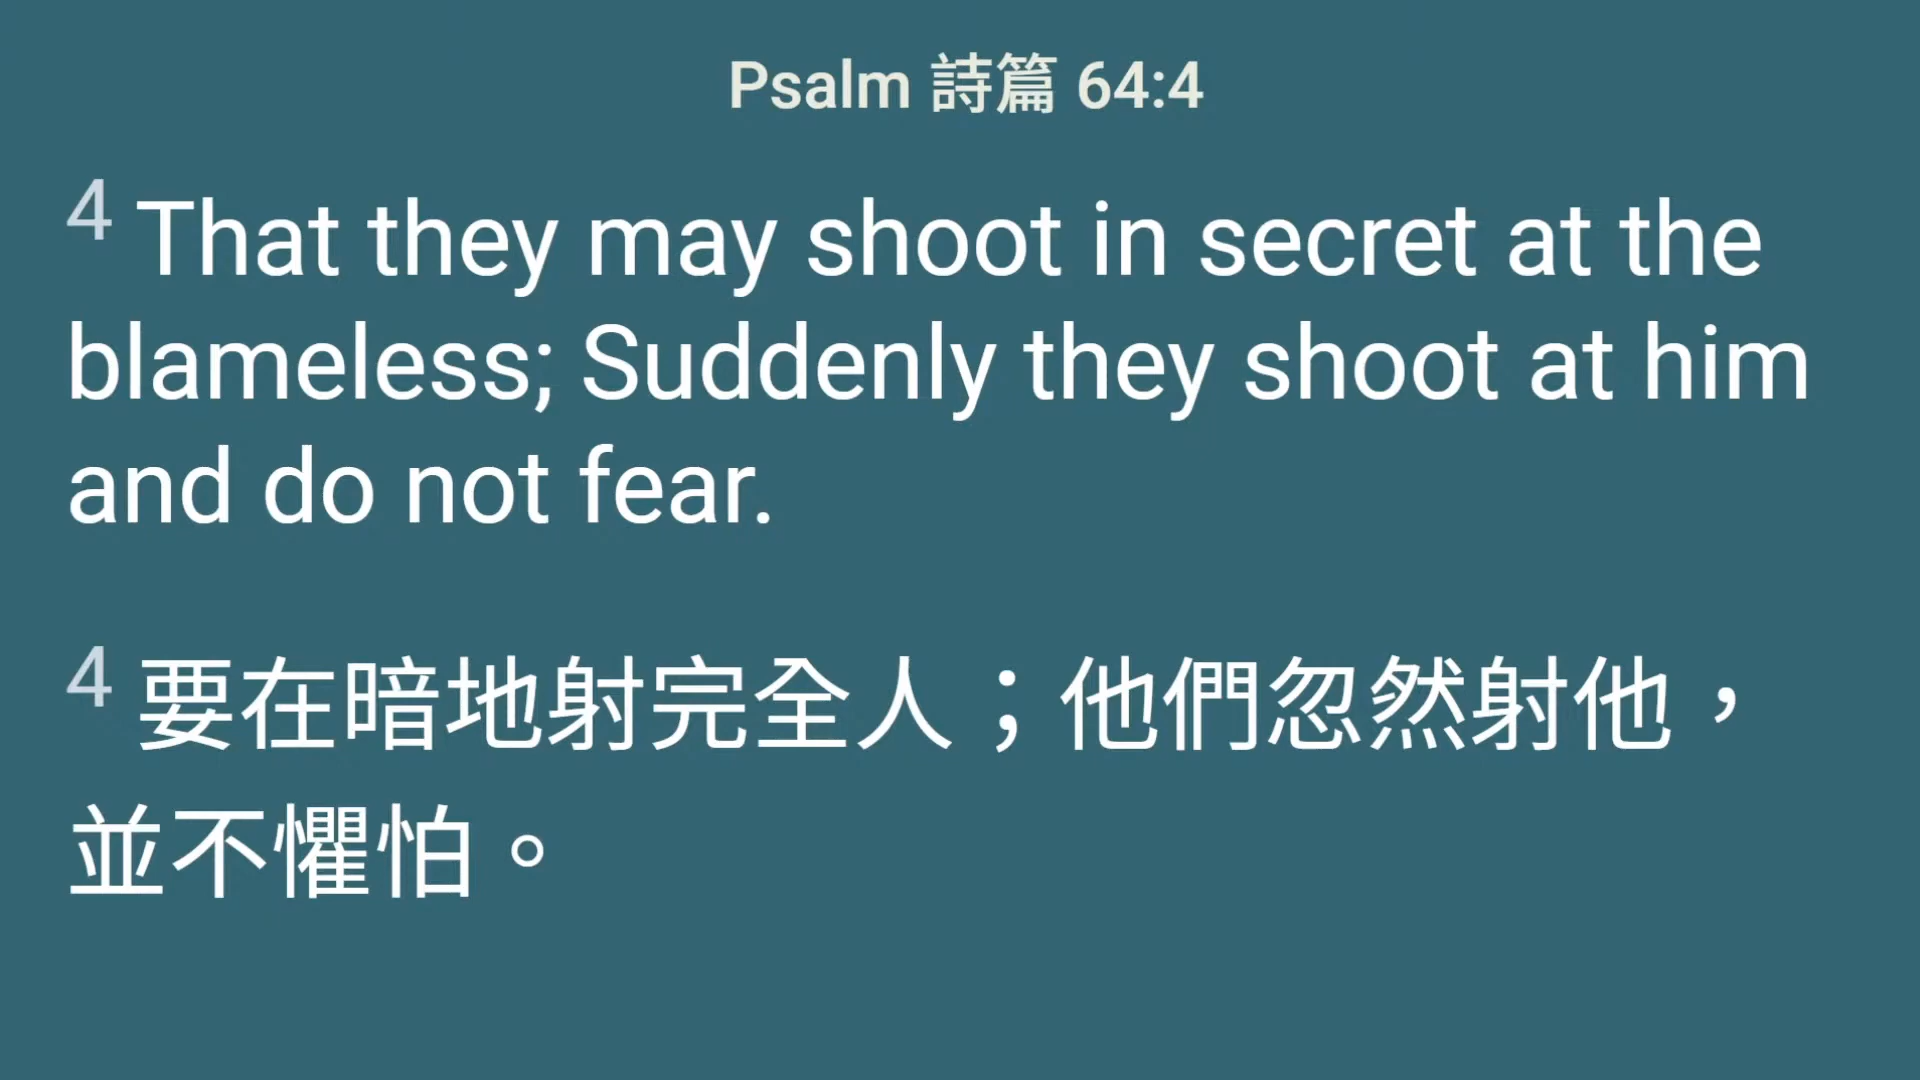 Psalm 詩篇 64:4
4 That they may shoot in secret at the
blameless; Suddenly they shoot at him
and do not fear.
4 要在暗地射完全人；他們忽然射他，
並不懼怕。